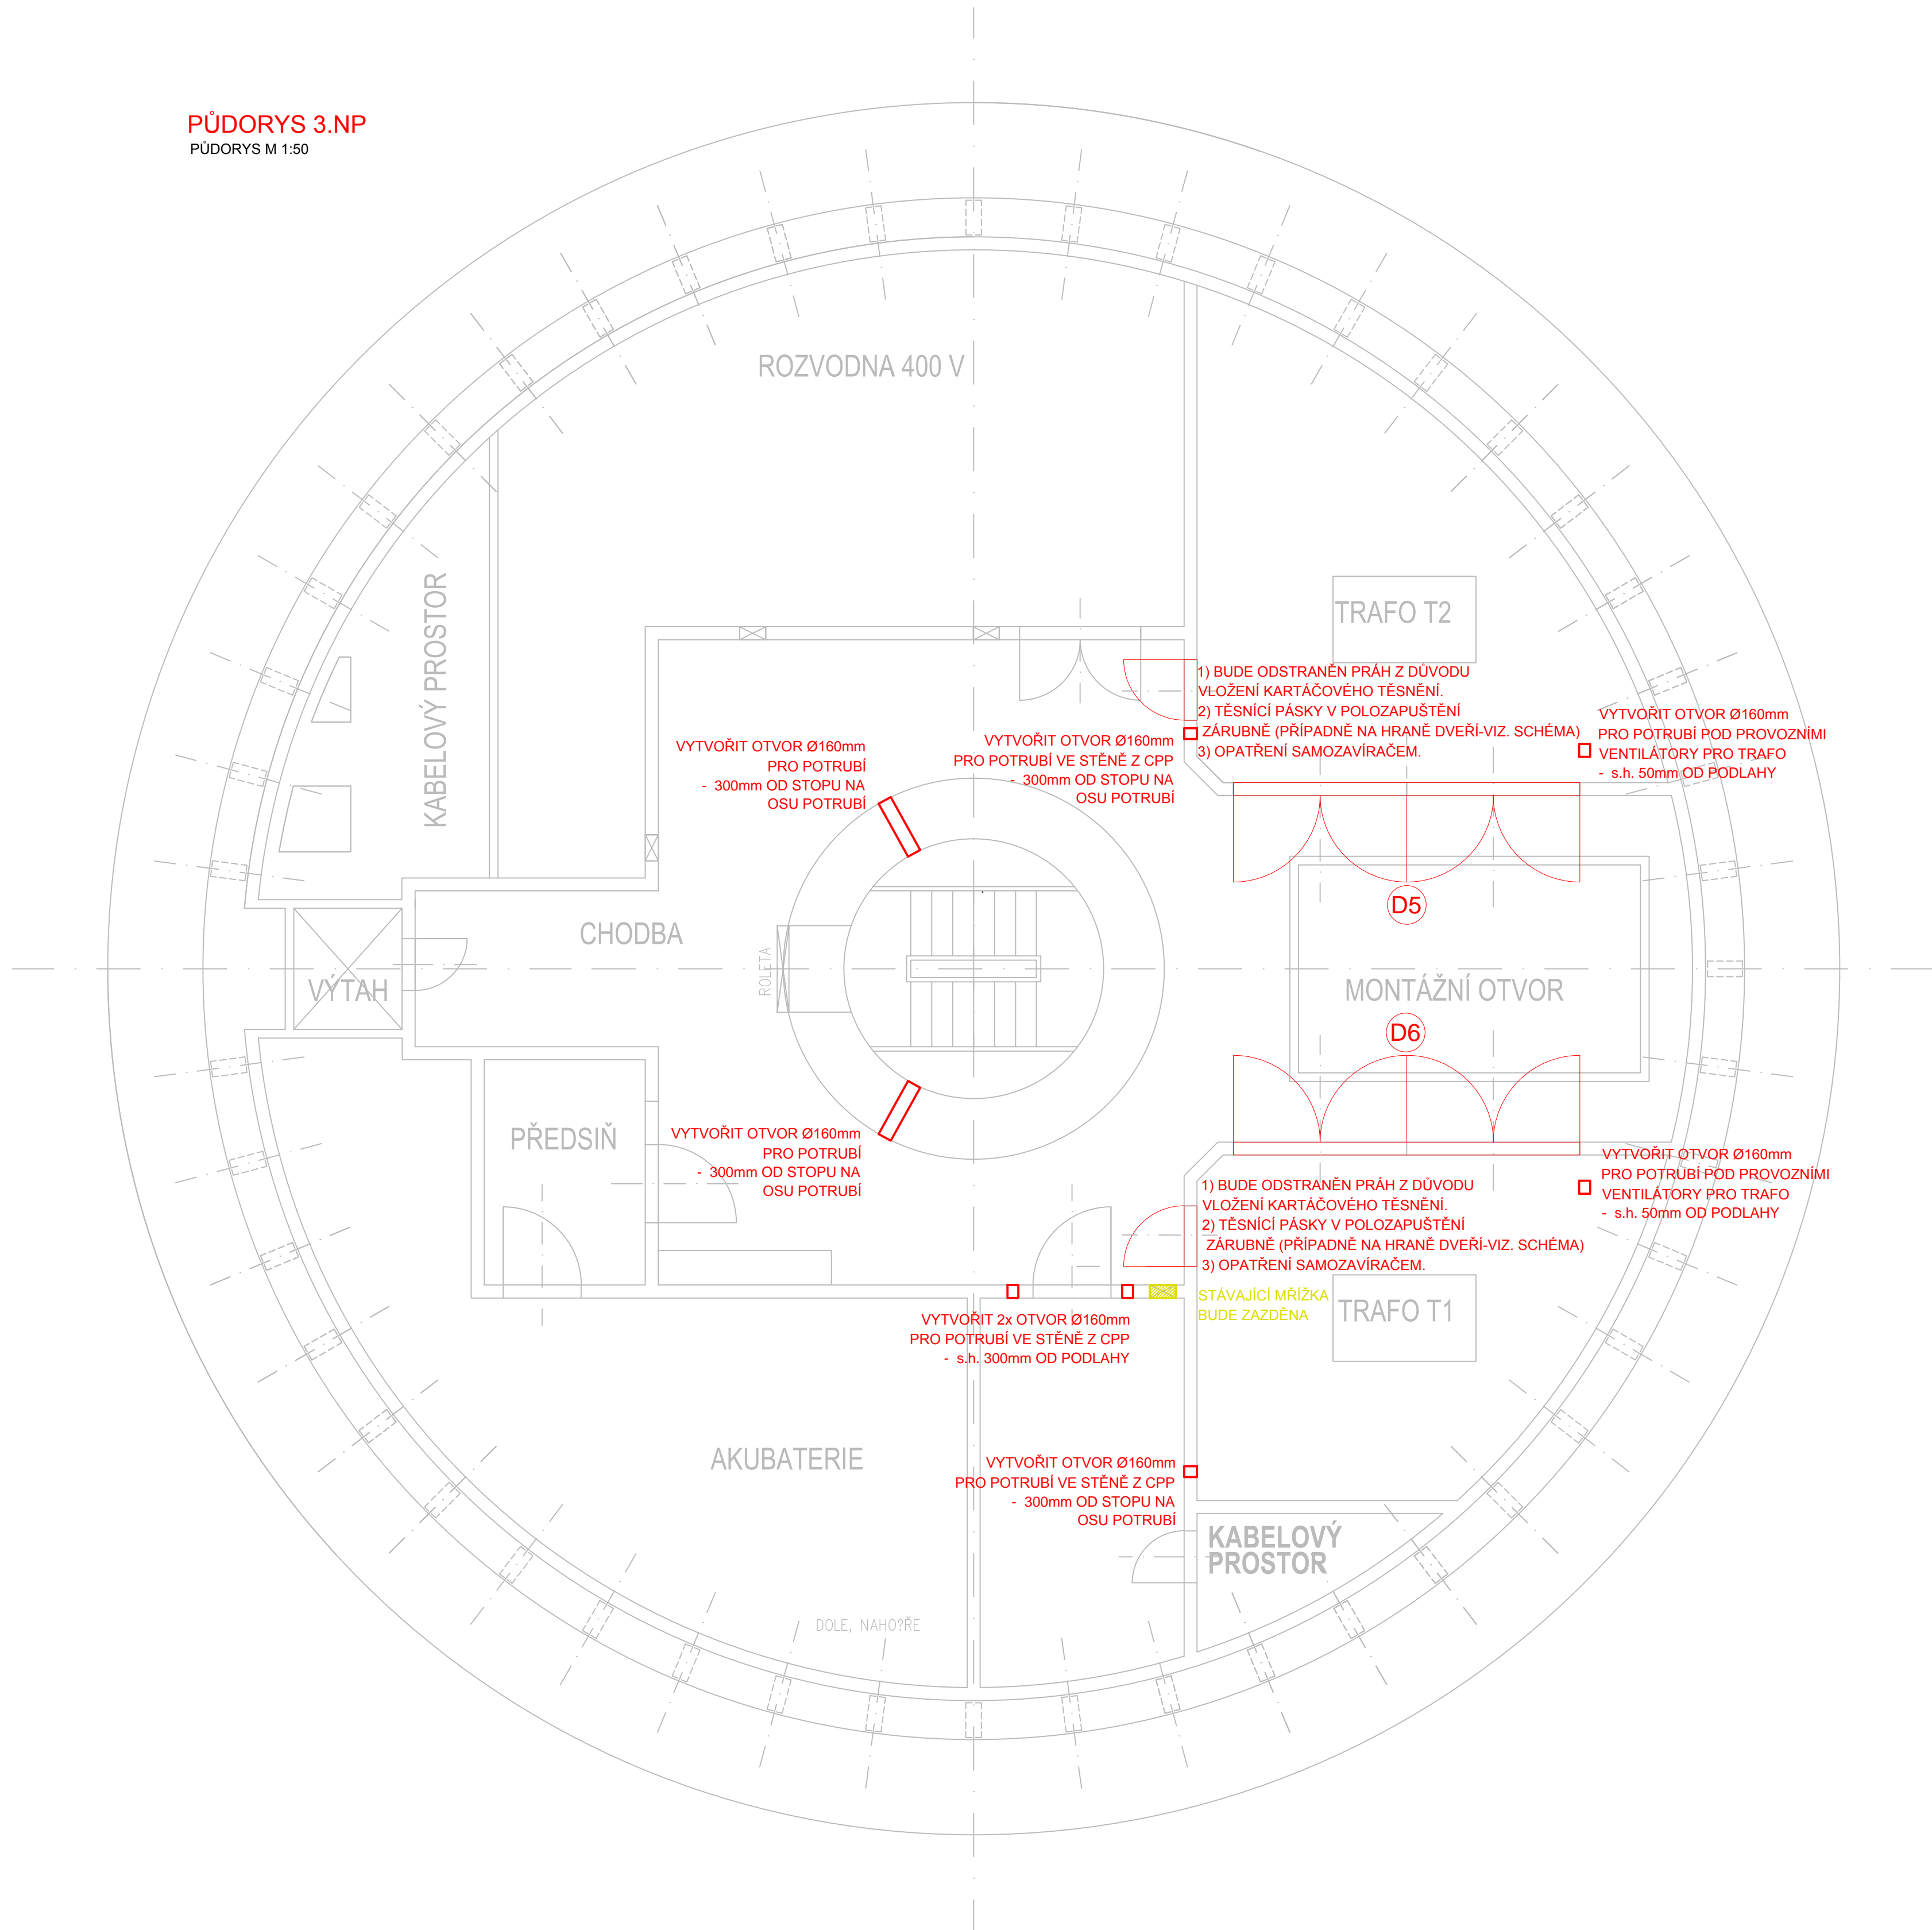 PŮDORYS 3.NP
PŮDORYS M 1:50
ROZVODNA 400 V
KABELOVÝ PROSTOR
TRAFO T2
1) BUDE ODSTRANĚN PRÁH Z DŮVODU
VLOŽENÍ KARTÁČOVÉHO TĚSNĚNÍ.
2) TĚSNÍCÍ PÁSKY V POLOZAPUŠTĚNÍ
ZÁRUBNĚ (PŘÍPADNĚ NA HRANĚ DVEŘÍ-VIZ. SCHÉMA)
3) OPATŘENÍ SAMOZAVÍRAČEM.
VYTVOŘIT OTVOR Ø160mm
PRO POTRUBÍ POD PROVOZNÍMI
VENTILÁTORY PRO TRAFO
- s.h. 50mm OD PODLAHY
VYTVOŘIT OTVOR Ø160mm
PRO POTRUBÍ
- 300mm OD STOPU NA
OSU POTRUBÍ
VYTVOŘIT OTVOR Ø160mm
PRO POTRUBÍ VE STĚNĚ Z CPP
- 300mm OD STOPU NA
OSU POTRUBÍ
D5
CHODBA
ROLETA
VÝTAH
MONTÁŽNÍ OTVOR
D6
PŘEDSIŇ
VYTVOŘIT OTVOR Ø160mm
PRO POTRUBÍ
- 300mm OD STOPU NA
OSU POTRUBÍ
VYTVOŘIT OTVOR Ø160mm
PRO POTRUBÍ POD PROVOZNÍMI
VENTILÁTORY PRO TRAFO
- s.h. 50mm OD PODLAHY
1) BUDE ODSTRANĚN PRÁH Z DŮVODU
VLOŽENÍ KARTÁČOVÉHO TĚSNĚNÍ.
2) TĚSNÍCÍ PÁSKY V POLOZAPUŠTĚNÍ
ZÁRUBNĚ (PŘÍPADNĚ NA HRANĚ DVEŘÍ-VIZ. SCHÉMA)
3) OPATŘENÍ SAMOZAVÍRAČEM.
STÁVAJÍCÍ MŘÍŽKA
BUDE ZAZDĚNA
TRAFO T1
VYTVOŘIT 2x OTVOR Ø160mm
PRO POTRUBÍ VE STĚNĚ Z CPP
- s.h. 300mm OD PODLAHY
AKUBATERIE
VYTVOŘIT OTVOR Ø160mm
PRO POTRUBÍ VE STĚNĚ Z CPP
- 300mm OD STOPU NA
OSU POTRUBÍ
KABELOVÝ
PROSTOR
DOLE, NAHO?ŘE